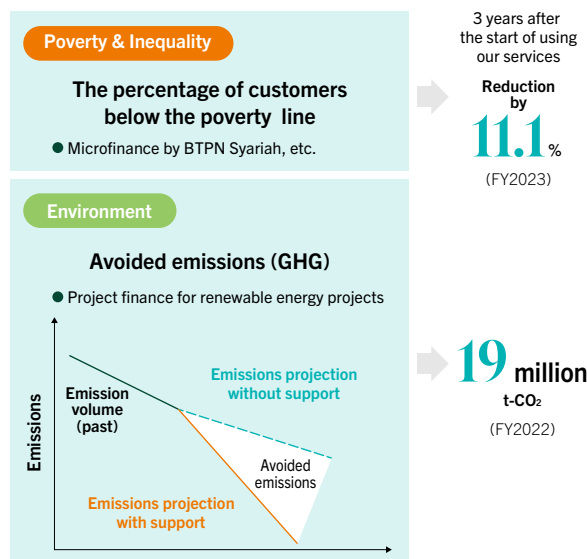 Poverty & Inequality
The percentage of customers
below the poverty line
● Microfinance by BTPN Syariah, etc.
3 years after
the start of using
our services
Reduction
by
11.1%
(FY2023)
Environment
Avoided emissions (GHG)
● Project finance for renewable energy projects
Emissions
Emission
volume
(past)
Emissions projection
without support
Avoided
emissions
Emissions projection
with support
19 million
t-CO₂
(FY2022)